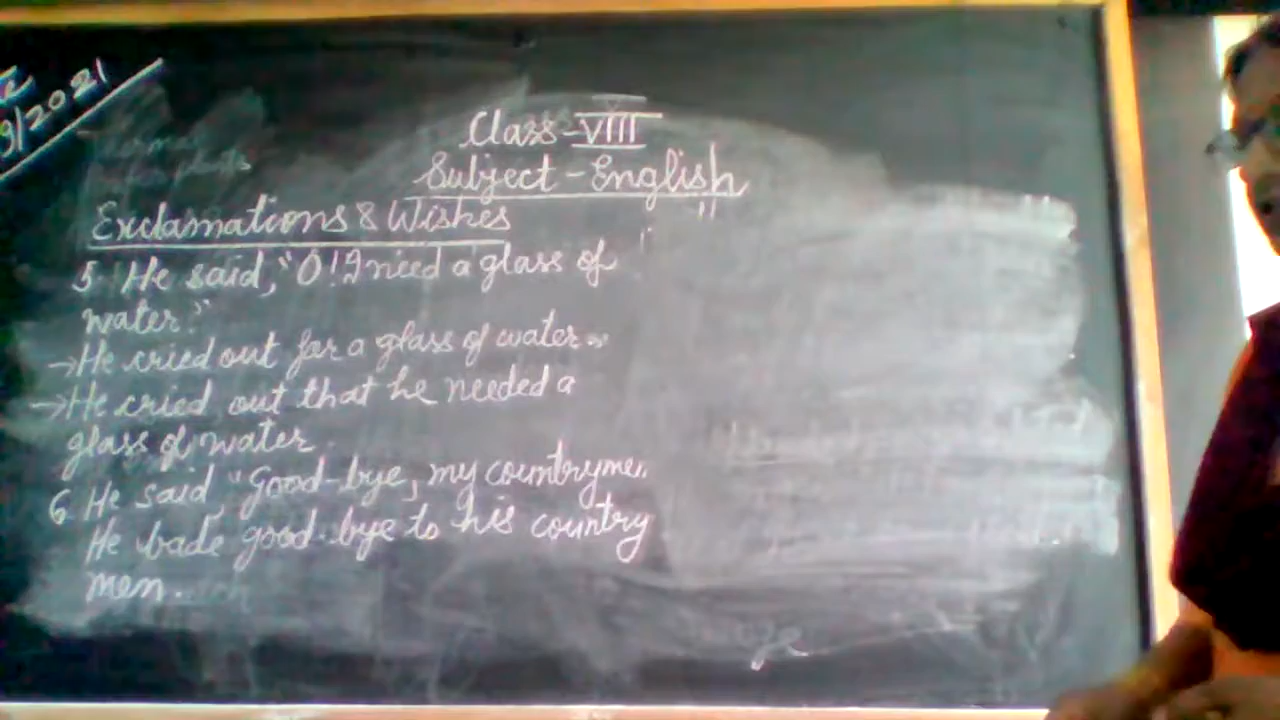 9/2021
Class-VIII
Subject-English
Exclamations & Wishes
5. He said, "O! I need a glass of
water."
→He cried out for a glass of water.
→He cried out that he needed a
glass of water.
6. He said "Good-bye, my countrymen.
He bade good-bye to his country
men.